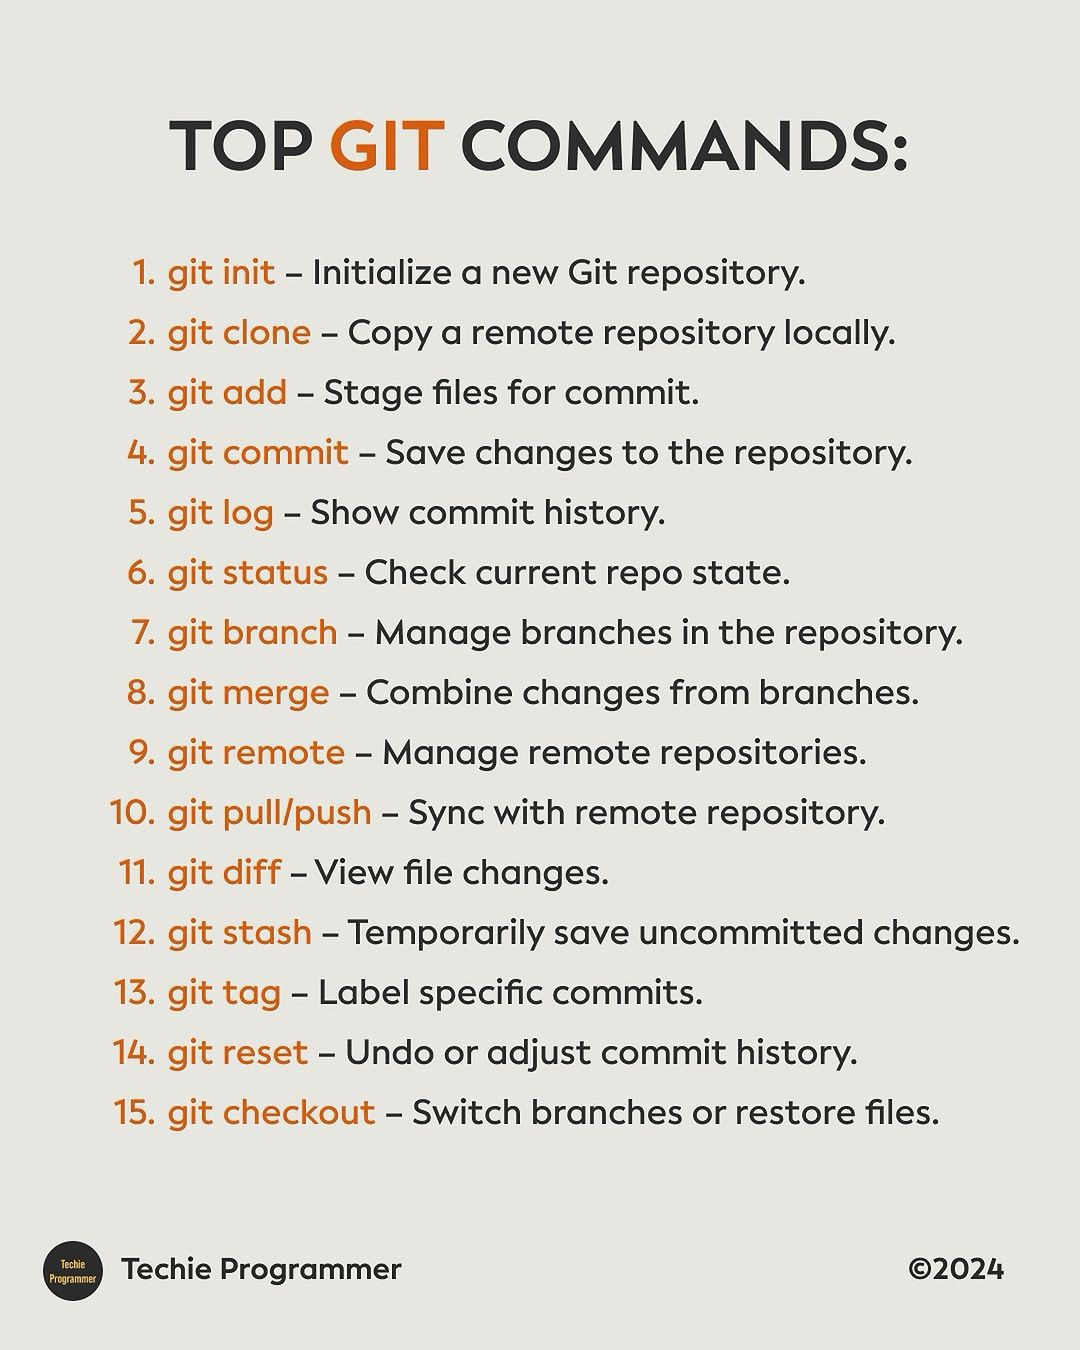 TOP GIT COMMANDS:
1. git init – Initialize a new Git repository.
2. git clone – Copy a remote repository locally.
3. git add – Stage files for commit.
4. git commit – Save changes to the repository.
5. git log – Show commit history.
6. git status – Check current repo state.
7. git branch – Manage branches in the repository.
8. git merge – Combine changes from branches.
9. git remote – Manage remote repositories.
10. git pull/push – Sync with remote repository.
11. git diff – View file changes.
12. git stash – Temporarily save uncommitted changes.
13. git tag – Label specific commits.
14. git reset – Undo or adjust commit history.
15. git checkout – Switch branches or restore files.
Techie
Programmer
Techie Programmer
©2024